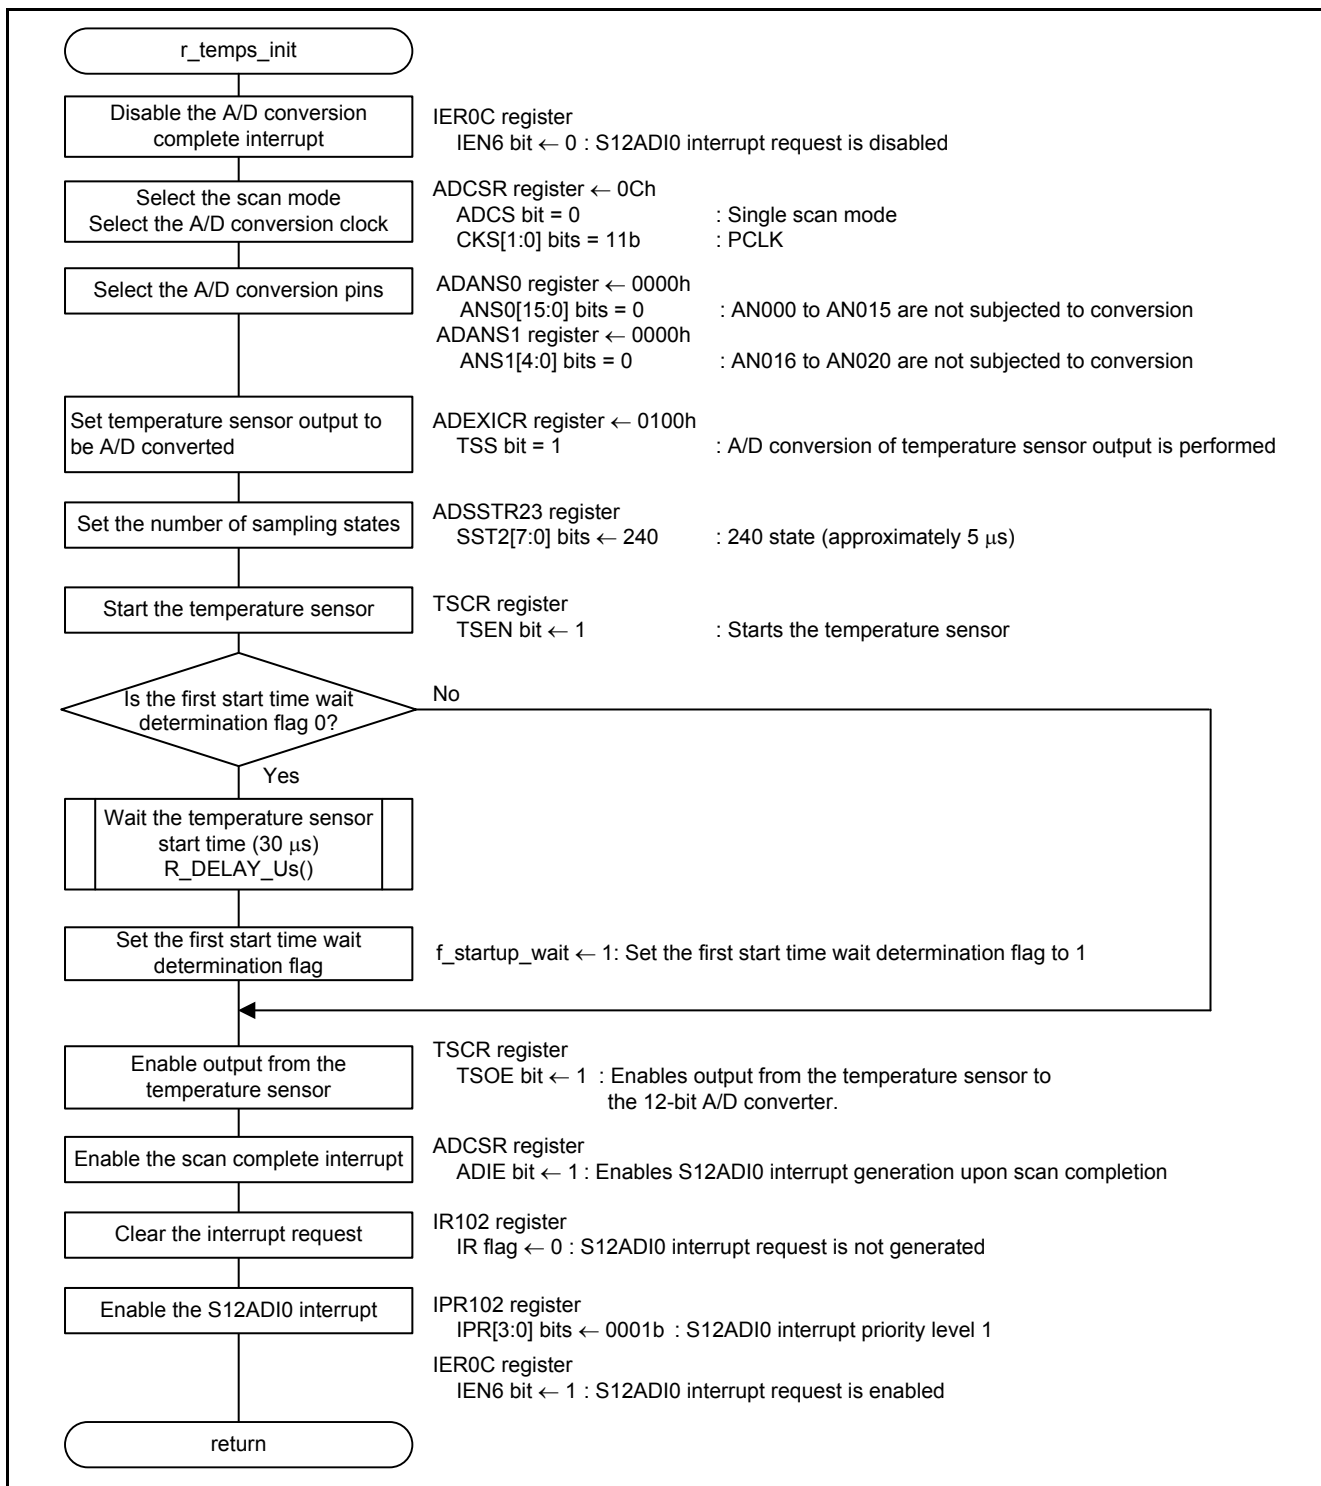 r_temps_init
Disable the A/D conversion
complete interrupt
IER0C register
IEN6 bit ← 0 : S12ADI0 interrupt request is disabled
Select the scan mode
Select the A/D conversion clock
ADCSR register ← 0Ch
ADCS bit = 0 : Single scan mode
CKS[1:0] bits = 11b : PCLK
Select the A/D conversion pins
ADANS0 register ← 0000h
ANS0[15:0] bits = 0 : AN000 to AN015 are not subjected to conversion
ADANS1 register ← 0000h
ANS1[4:0] bits = 0 : AN016 to AN020 are not subjected to conversion
Set temperature sensor output to
be A/D converted
ADEXICR register ← 0100h
TSS bit = 1 : A/D conversion of temperature sensor output is performed
Set the number of sampling states
ADSSTR23 register
SST2[7:0] bits ← 240 : 240 state (approximately 5 μs)
Start the temperature sensor
TSCR register
TSEN bit ← 1 : Starts the temperature sensor
Is the first start time wait
determination flag 0?
No
Yes
Wait the temperature sensor
start time (30 μs)
R_DELAY_Us()
Set the first start time wait
determination flag
f_startup_wait ← 1: Set the first start time wait determination flag to 1
Enable output from the
temperature sensor
TSCR register
TSOE bit ← 1 : Enables output from the temperature sensor to
the 12-bit A/D converter.
Enable the scan complete interrupt
ADCSR register
ADIE bit ← 1 : Enables S12ADI0 interrupt generation upon scan completion
Clear the interrupt request
IR102 register
IR flag ← 0 : S12ADI0 interrupt request is not generated
Enable the S12ADI0 interrupt
IPR102 register
IPR[3:0] bits ← 0001b : S12ADI0 interrupt priority level 1
IER0C register
IEN6 bit ← 1 : S12ADI0 interrupt request is enabled
return